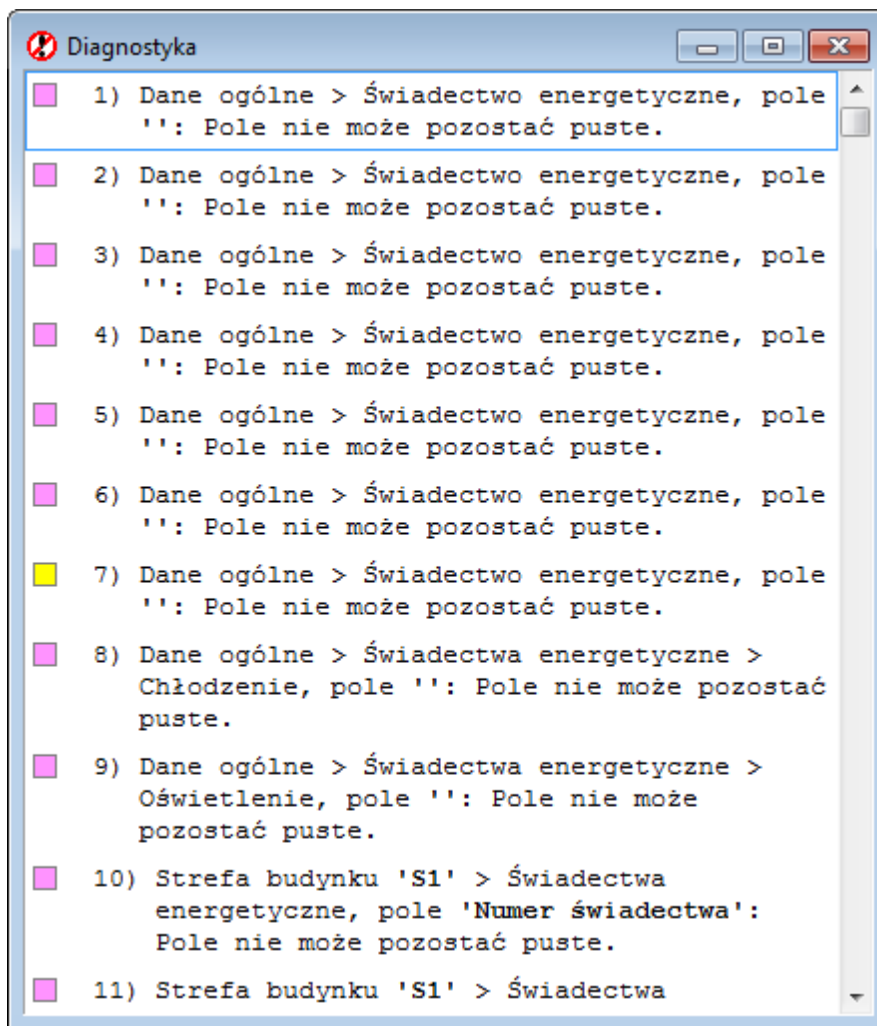 Diagnostyka
1) Dane ogólne > Świadectwo energetyczne, pole
'': Pole nie może pozostać puste.
2) Dane ogólne > Świadectwo energetyczne, pole
'': Pole nie może pozostać puste.
3) Dane ogólne > Świadectwo energetyczne, pole
'': Pole nie może pozostać puste.
4) Dane ogólne > Świadectwo energetyczne, pole
'': Pole nie może pozostać puste.
5) Dane ogólne > Świadectwo energetyczne, pole
'': Pole nie może pozostać puste.
6) Dane ogólne > Świadectwo energetyczne, pole
'': Pole nie może pozostać puste.
7) Dane ogólne > Świadectwo energetyczne, pole
'': Pole nie może pozostać puste.
8) Dane ogólne > Świadectwa energetyczne >
Chłodzenie, pole '': Pole nie może pozostać
puste.
9) Dane ogólne > Świadectwa energetyczne >
Oświetlenie, pole '': Pole nie może
pozostać puste.
10) Strefa budynku 'S1' > Świadectwa
energetyczne, pole 'Numer świadectwa':
Pole nie może pozostać puste.
11) Strefa budynku 'S1' > Świadectwa